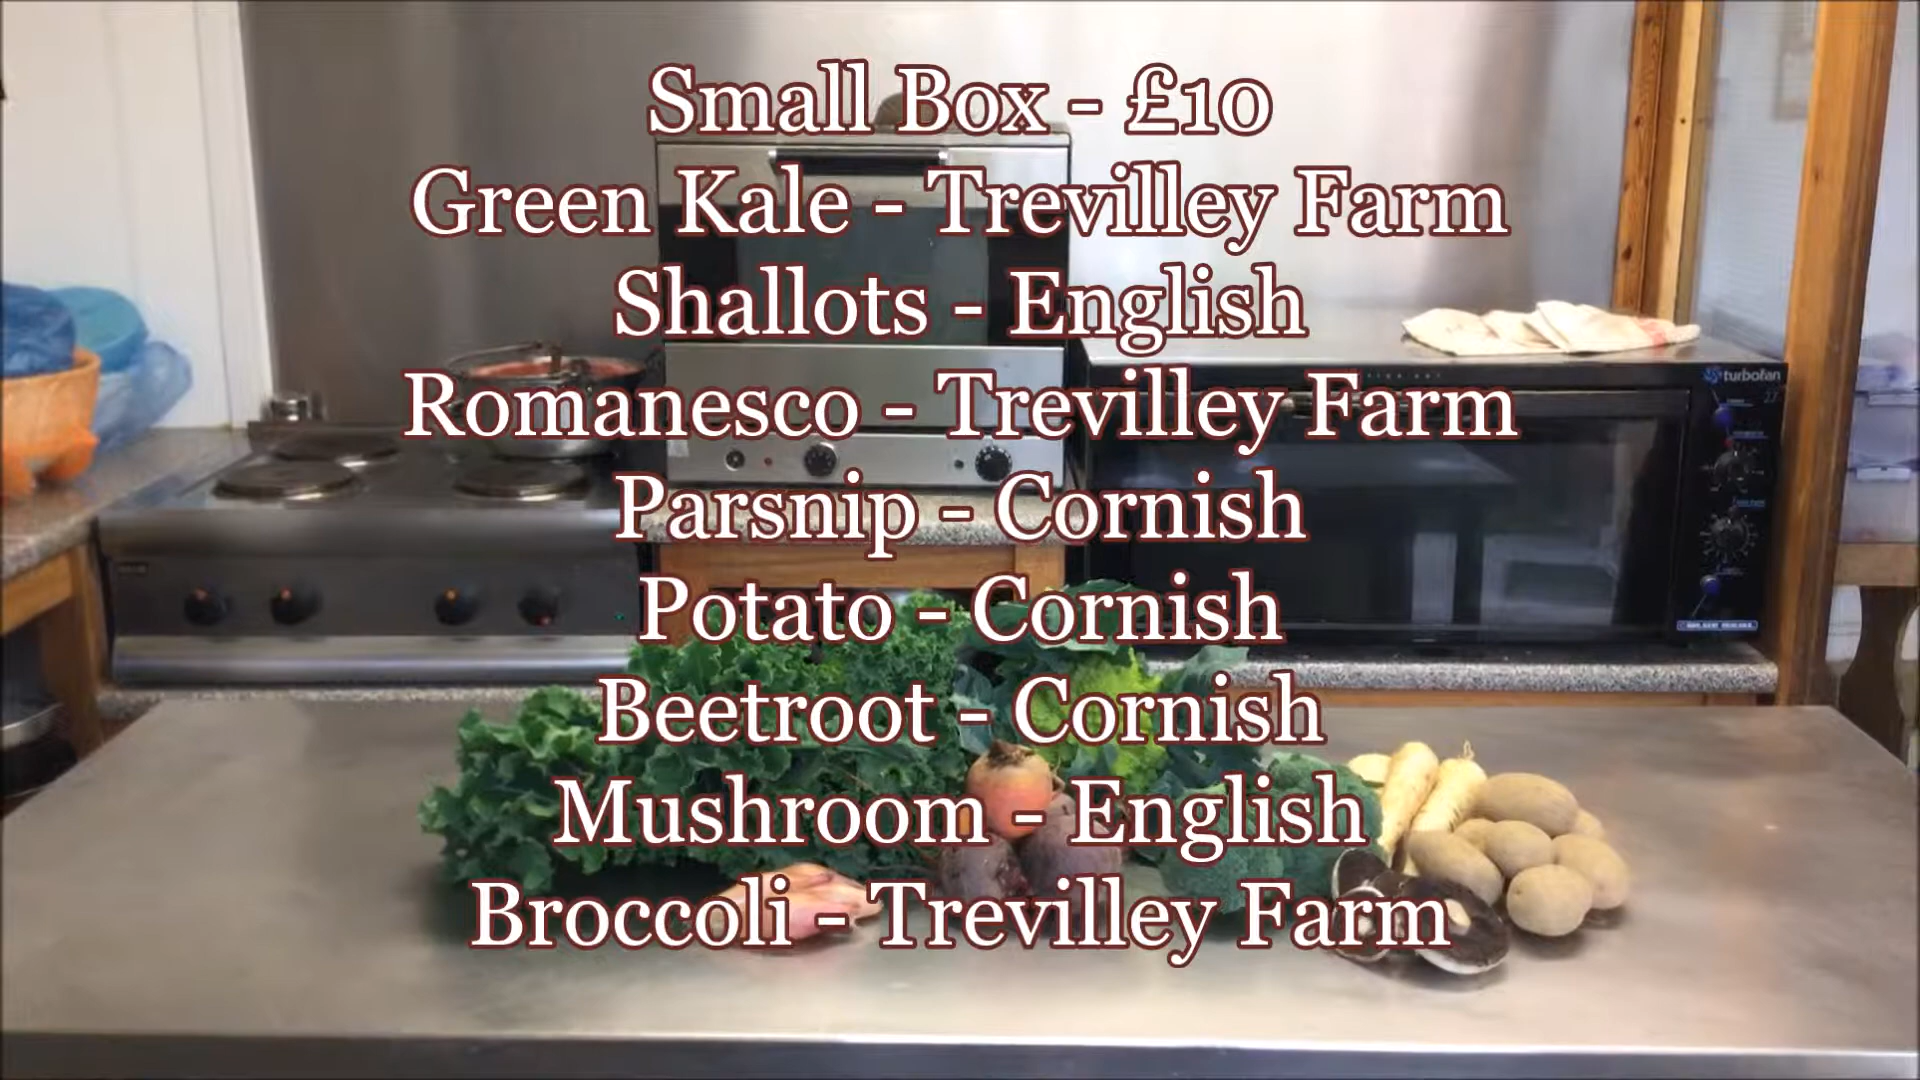 Small Box - £10
Green Kale - Trevilley Farm
Shallots - English
Romanesco - Trevilley Farm
Parsnip - Cornish
Potato - Cornish
Beetroot - Cornish
Mushroom - English
Broccoli - Trevilley Farm
turbofan